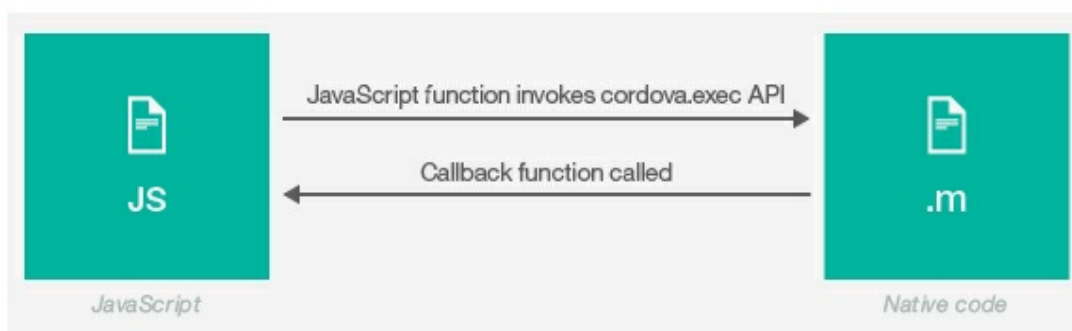 JavaScript function invokes cordova.exec API
Callback function called
JS
.m
JavaScript
Native code